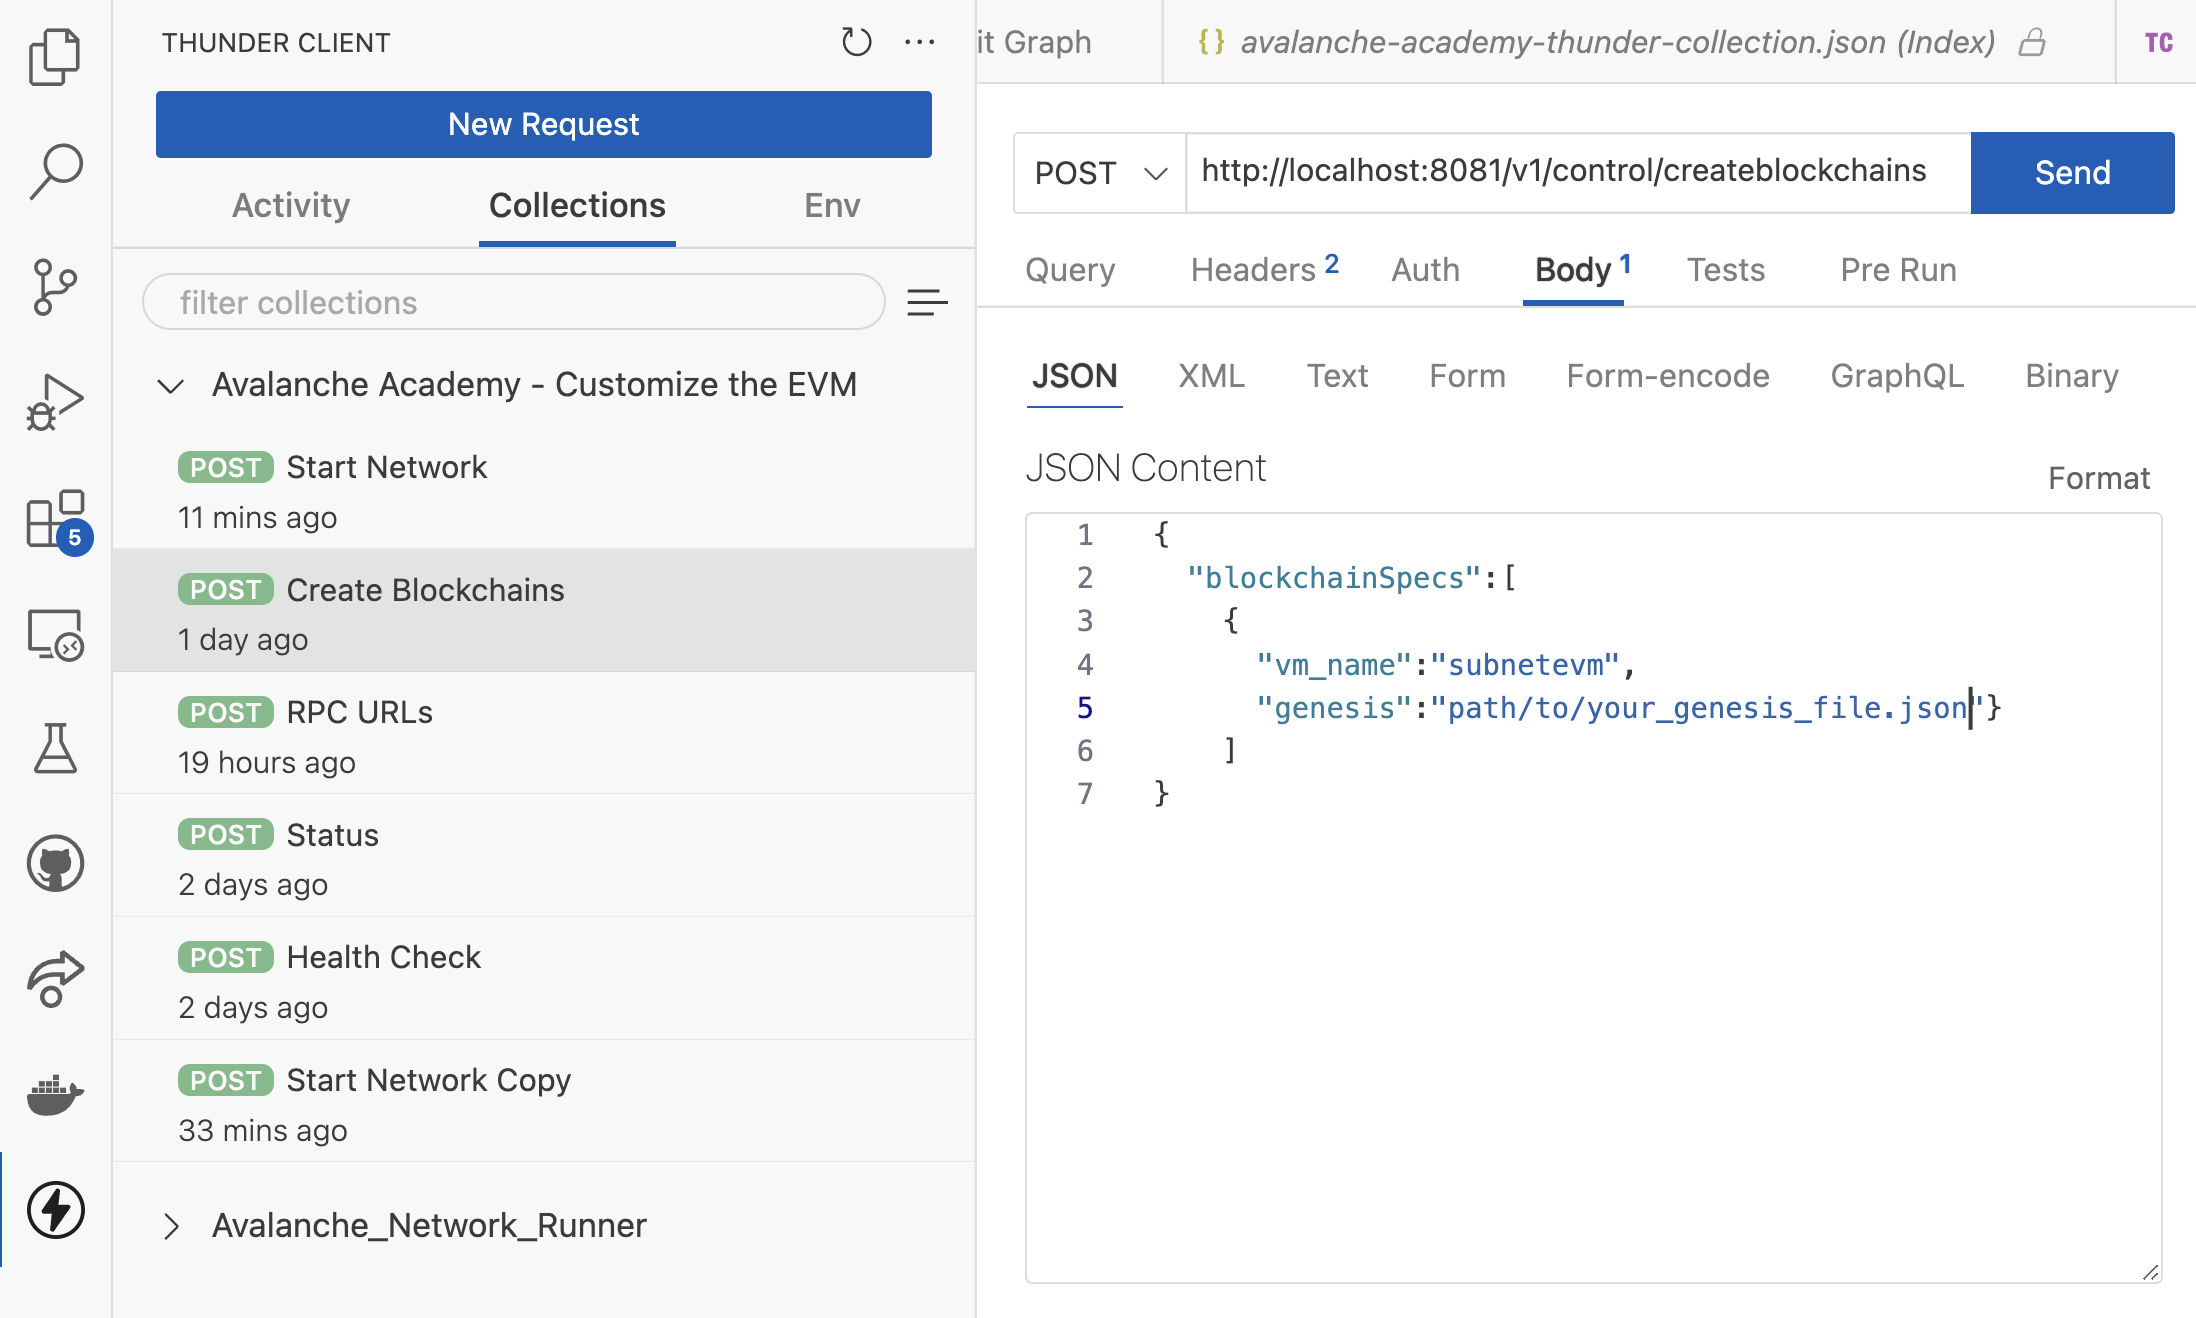 THUNDER CLIENT
New Request
Activity
Collections
Env
filter collections
Avalanche Academy - Customize the EVM
POST Start Network
11 mins ago
POST Create Blockchains
1 day ago
POST RPC URLs
19 hours ago
POST Status
2 days ago
POST Health Check
2 days ago
POST Start Network Copy
33 mins ago
Avalanche_Network_Runner
5
it Graph
{} avalanche-academy-thunder-collection.json (Index)
TC
POST
http://localhost:8081/v1/control/createblockchains
Send
Query
Headers 2
Auth
Body 1
Tests
Pre Run
JSON
XML
Text
Form
Form-encode
GraphQL
Binary
JSON Content
Format
1 {
2 "blockchainSpecs":[
3 {
4 "vm_name":"subnetevm",
5 "genesis":"path/to/your_genesis_file.json"}
6 ]
7 }